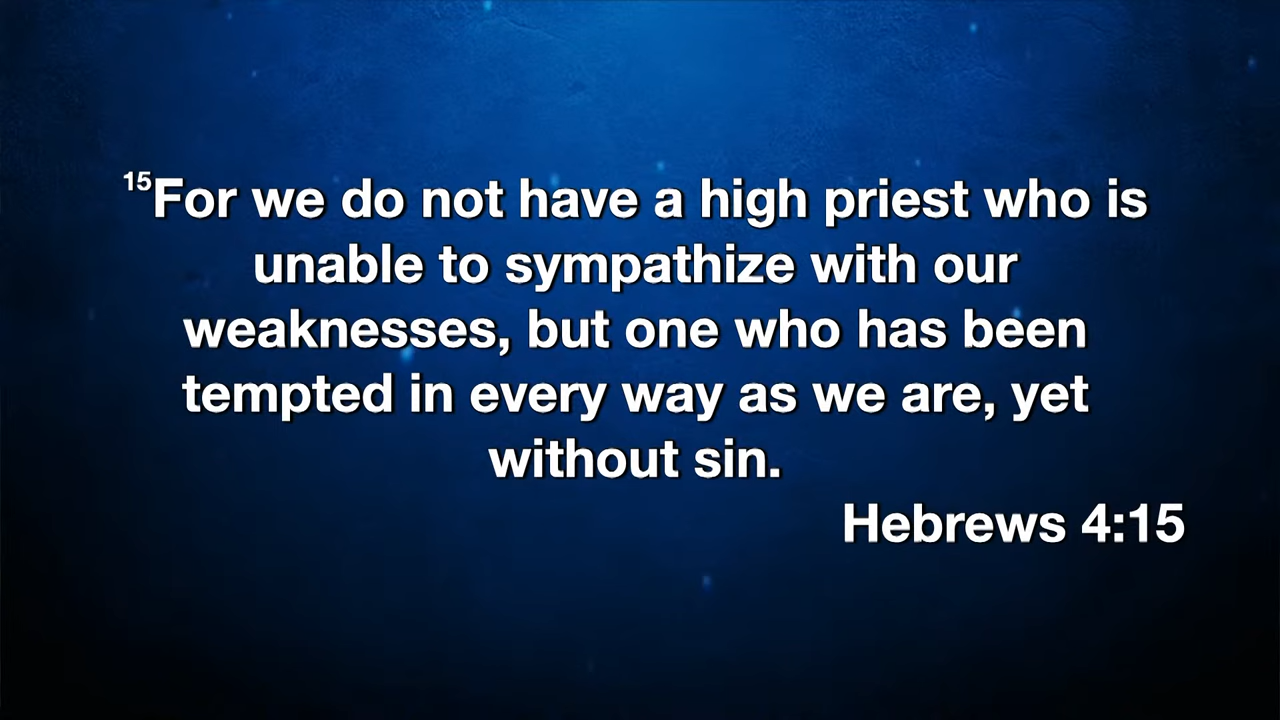 15For we do not have a high priest who is
unable to sympathize with our
weaknesses, but one who has been
tempted in every way as we are, yet
without sin.
Hebrews 4:15